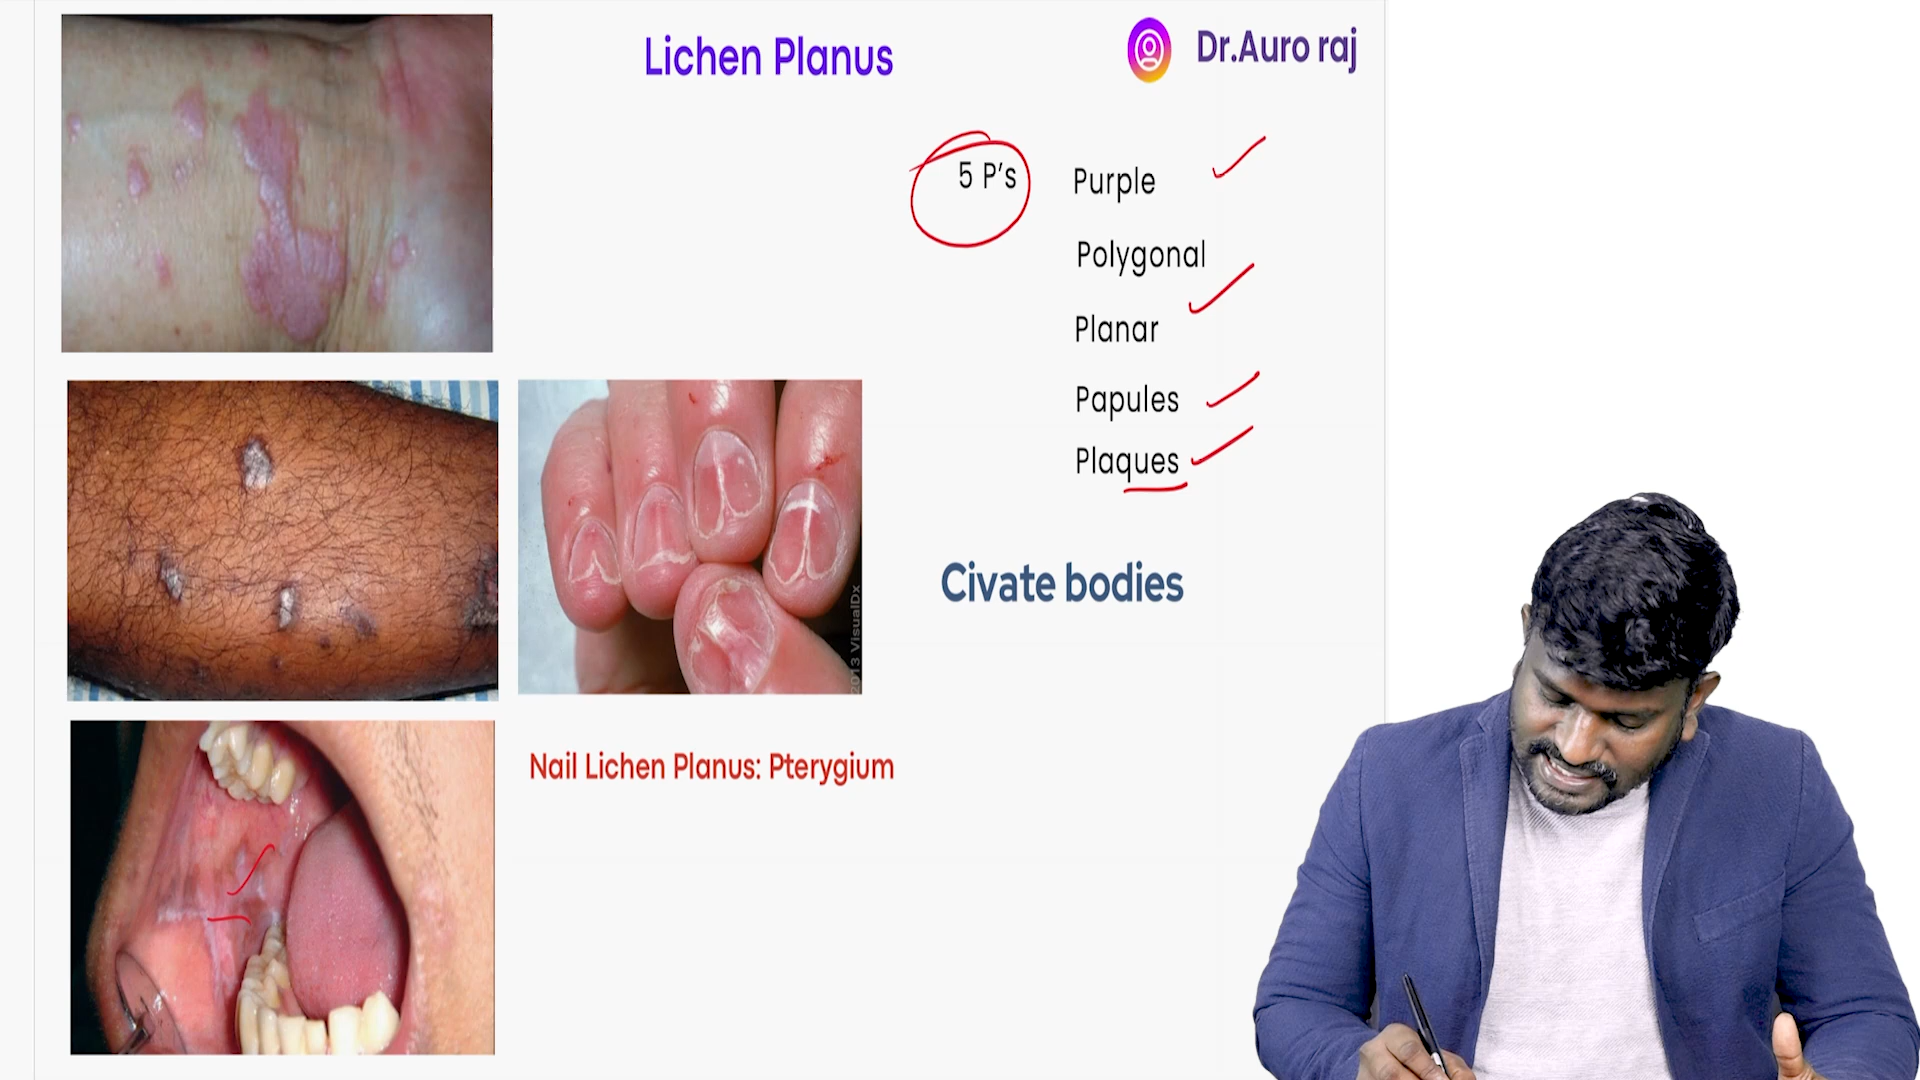 Lichen Planus
Dr.Auro raj
5 P's
Purple
Polygonal
Planar
Papules
Plaques
Civate bodies
2013 VisualDx
Nail Lichen Planus: Pterygium